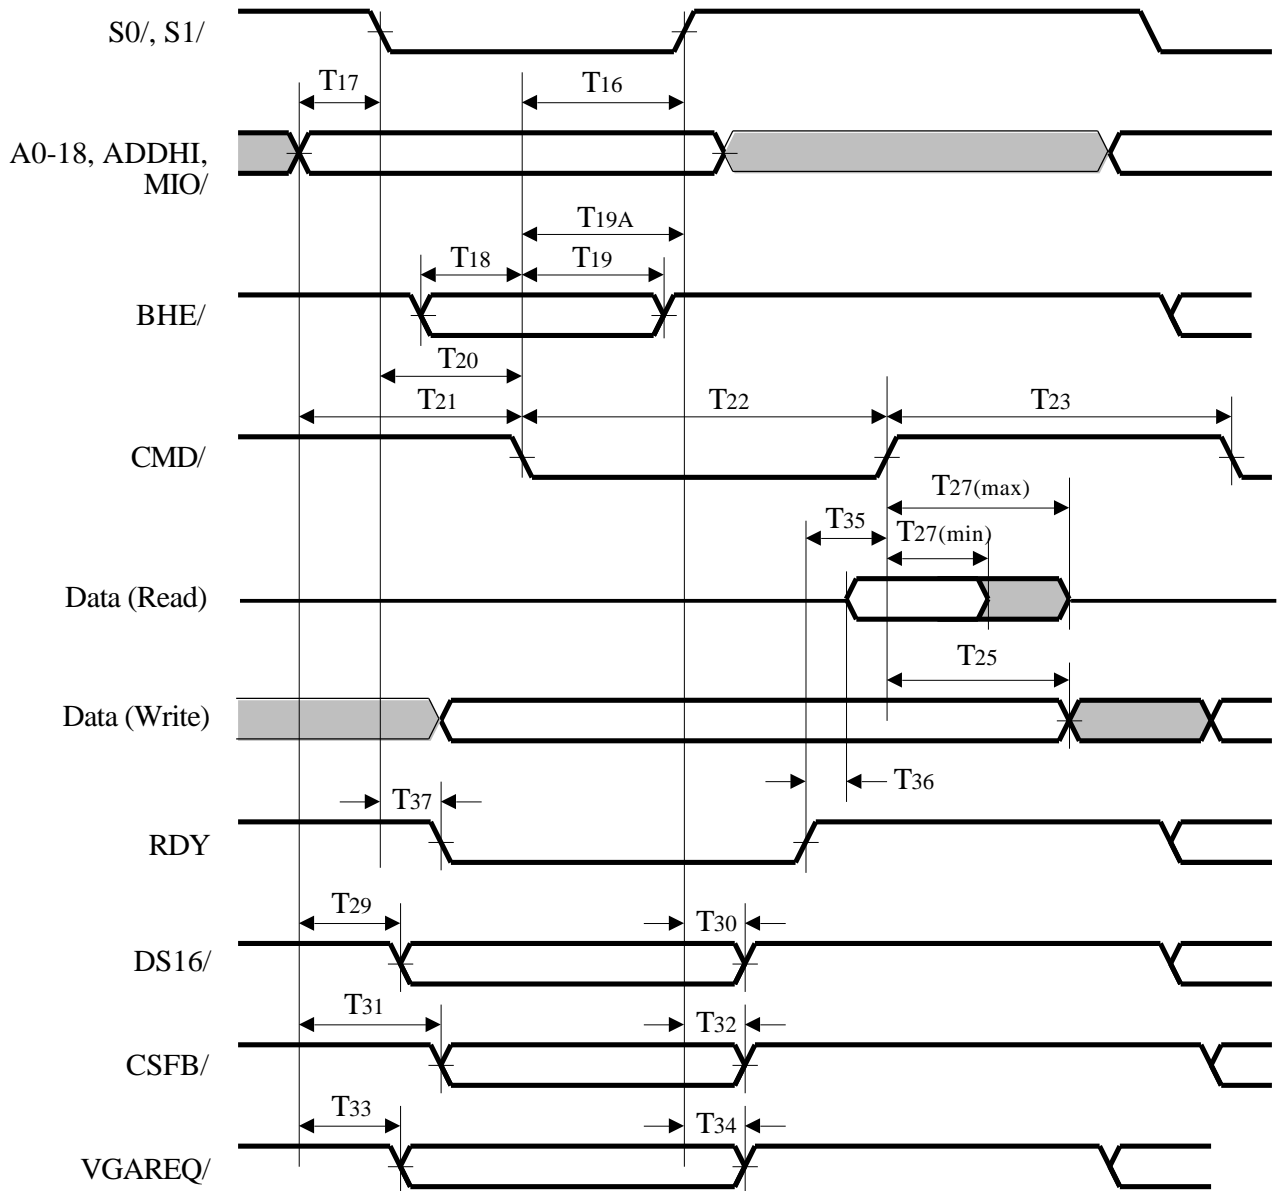 S0/, S1/
T17
T16
A0-18, ADDHI,
MIO/
T19A
T18
T19
BHE/
T20
T21
T22
T23
CMD/
T27(max)
T35
T27(min)
Data (Read)
T25
Data (Write)
T36
T37
RDY
T29
T30
DS16/
T31
T32
CSFB/
T33
T34
VGAREQ/